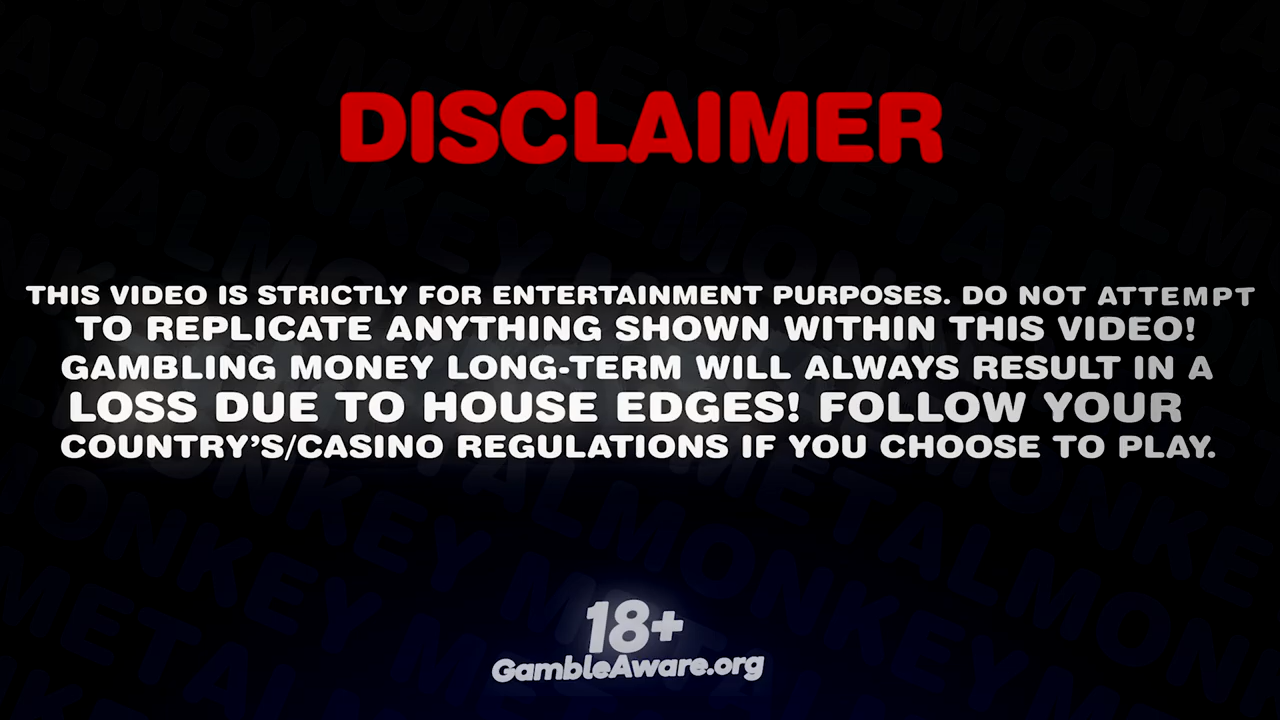 DISCLAIMER
THIS VIDEO IS STRICTLY FOR ENTERTAINMENT PURPOSES. DO NOT ATTEMPT
TO REPLICATE ANYTHING SHOWN WITHIN THIS VIDEO!
GAMBLING MONEY LONG-TERM WILL ALWAYS RESULT IN A
LOSS DUE TO HOUSE EDGES! FOLLOW YOUR
COUNTRY'S/CASINO REGULATIONS IF YOU CHOOSE TO PLAY.
18+
GambleAware.org